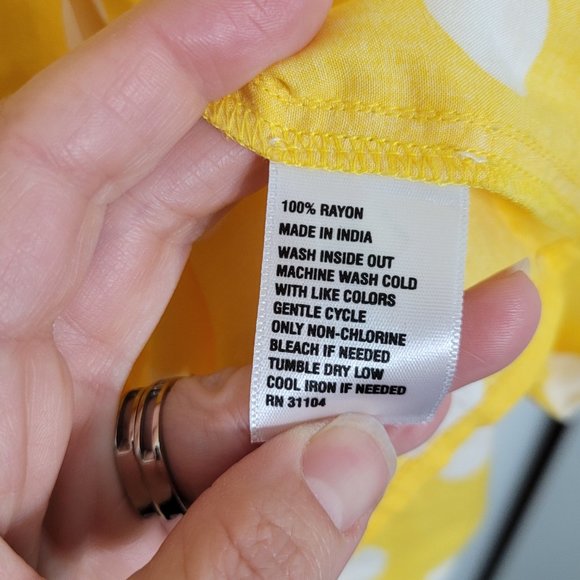 100% RAYON
MADE IN INDIA
WASH INSIDE OUT
MACHINE WASH COLD
WITH LIKE COLORS
GENTLE CYCLE
ONLY NON-CHLORINE
BLEACH IF NEEDED
TUMBLE DRY LOW
COOL IRON IF NEEDED
RN 31104